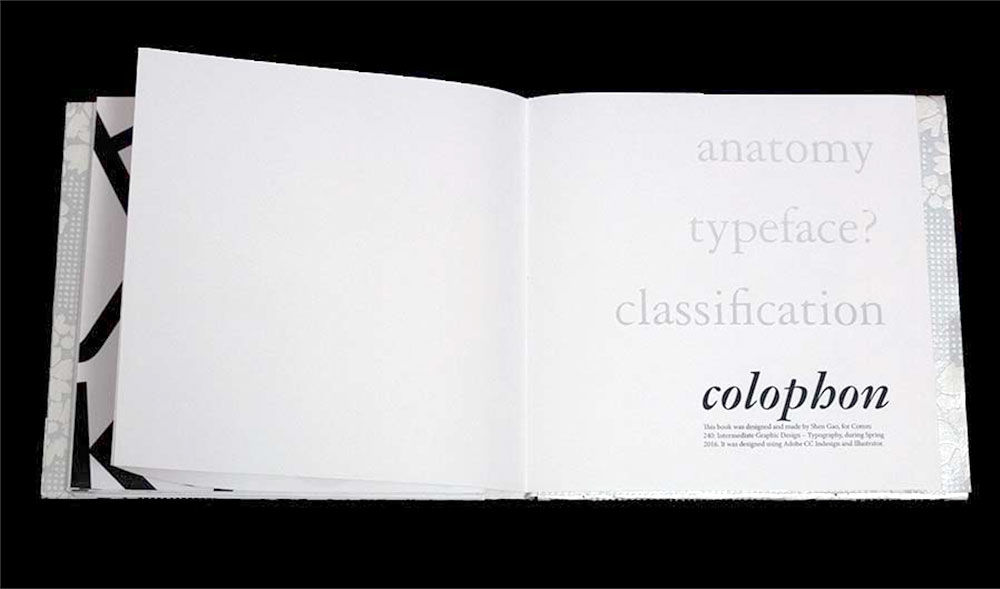 anatomy
typeface?
classification
colophon
This book was designed and made by Shen Gao, for Comm
240: Intermediate Graphic Design – Typography, during Spring
2016. It was designed using Adobe CC Indesign and Illustrator.